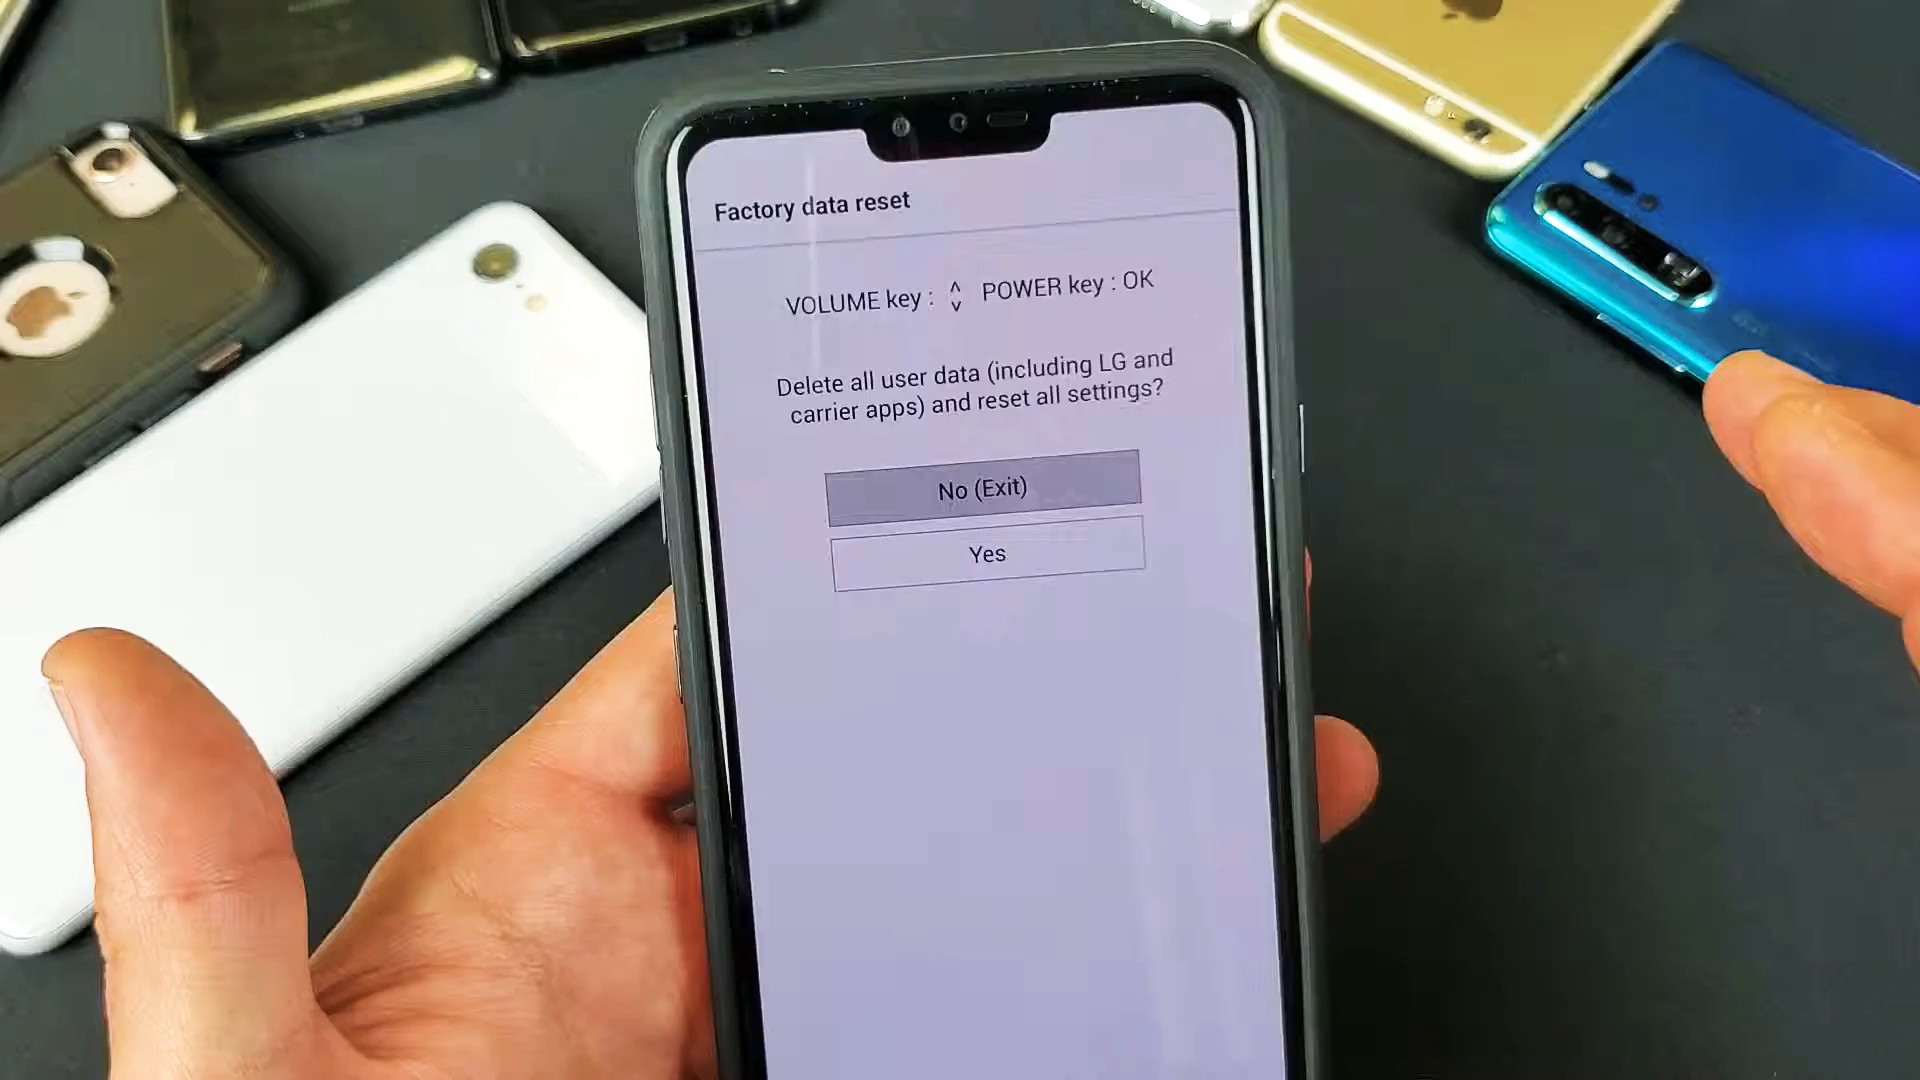 Factory data reset
VOLUME key : ^ v POWER key : OK
Delete all user data (including LG and
carrier apps) and reset all settings?
No (Exit)
Yes